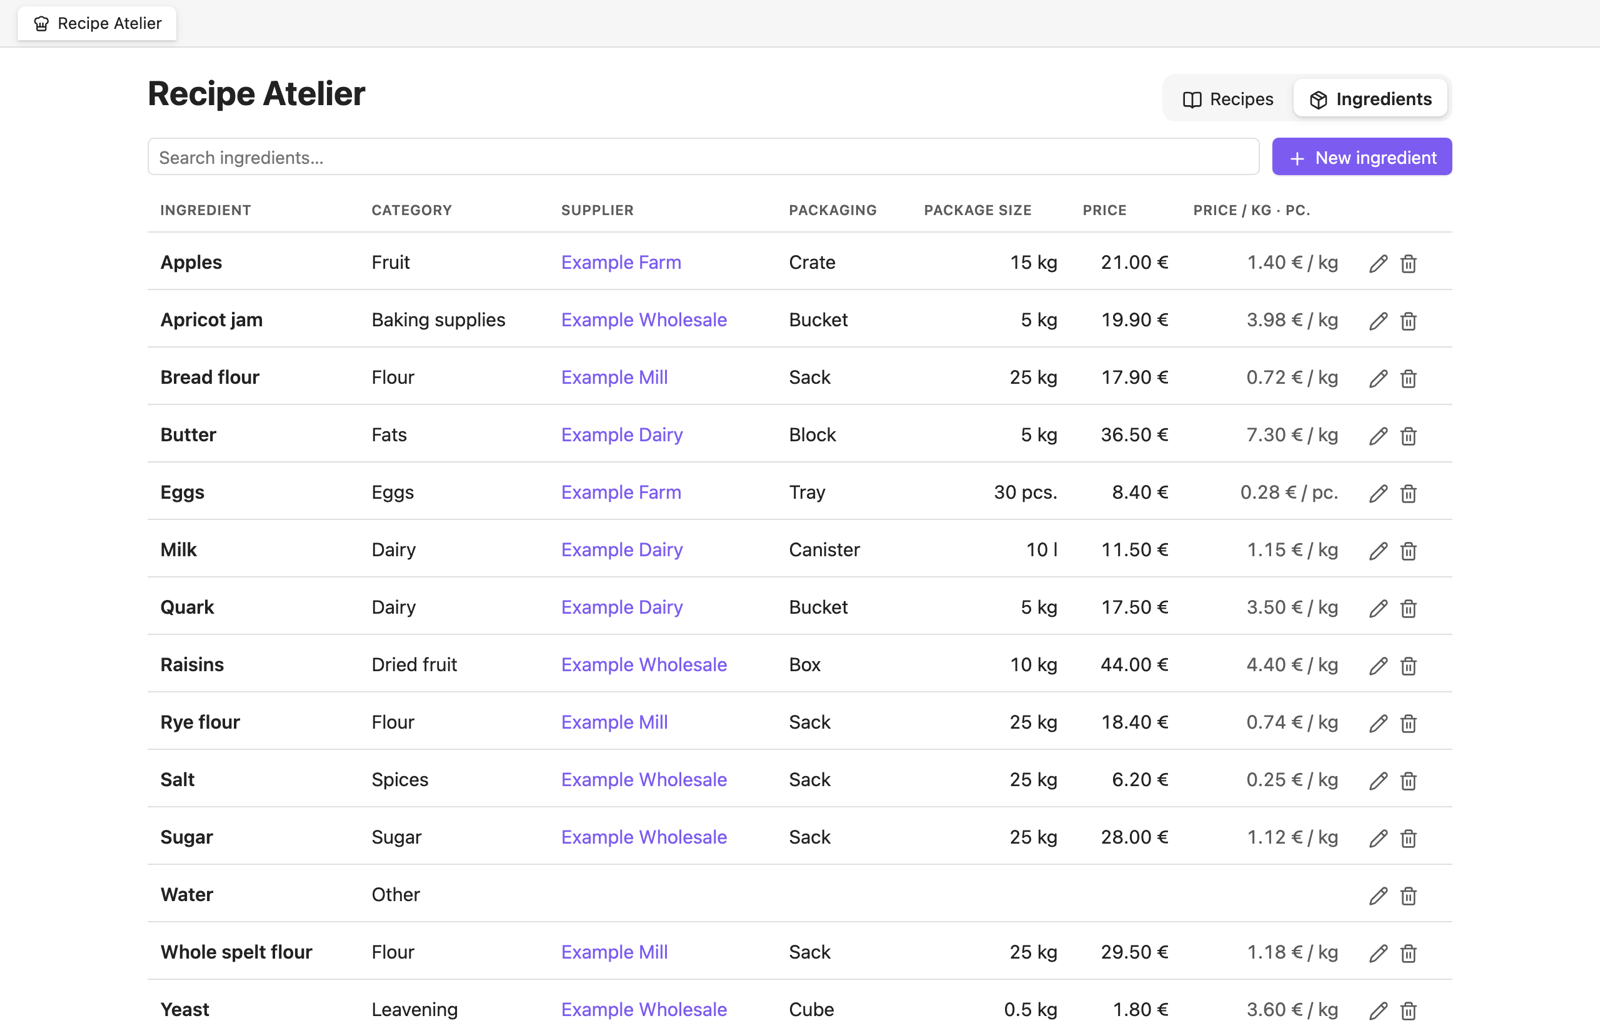 Recipe Atelier
Recipe Atelier
Recipes Ingredients
Search ingredients...
+ New ingredient
INGREDIENT CATEGORY SUPPLIER PACKAGING PACKAGE SIZE PRICE PRICE / KG · PC.
Apples Fruit Example Farm Crate 15 kg 21.00 € 1.40 € / kg
Apricot jam Baking supplies Example Wholesale Bucket 5 kg 19.90 € 3.98 € / kg
Bread flour Flour Example Mill Sack 25 kg 17.90 € 0.72 € / kg
Butter Fats Example Dairy Block 5 kg 36.50 € 7.30 € / kg
Eggs Eggs Example Farm Tray 30 pcs. 8.40 € 0.28 € / pc.
Milk Dairy Example Dairy Canister 10 l 11.50 € 1.15 € / kg
Quark Dairy Example Dairy Bucket 5 kg 17.50 € 3.50 € / kg
Raisins Dried fruit Example Wholesale Box 10 kg 44.00 € 4.40 € / kg
Rye flour Flour Example Mill Sack 25 kg 18.40 € 0.74 € / kg
Salt Spices Example Wholesale Sack 25 kg 6.20 € 0.25 € / kg
Sugar Sugar Example Wholesale Sack 25 kg 28.00 € 1.12 € / kg
Water Other
Whole spelt flour Flour Example Mill Sack 25 kg 29.50 € 1.18 € / kg
Yeast Leavening Example Wholesale Cube 0.5 kg 1.80 € 3.60 € / kg